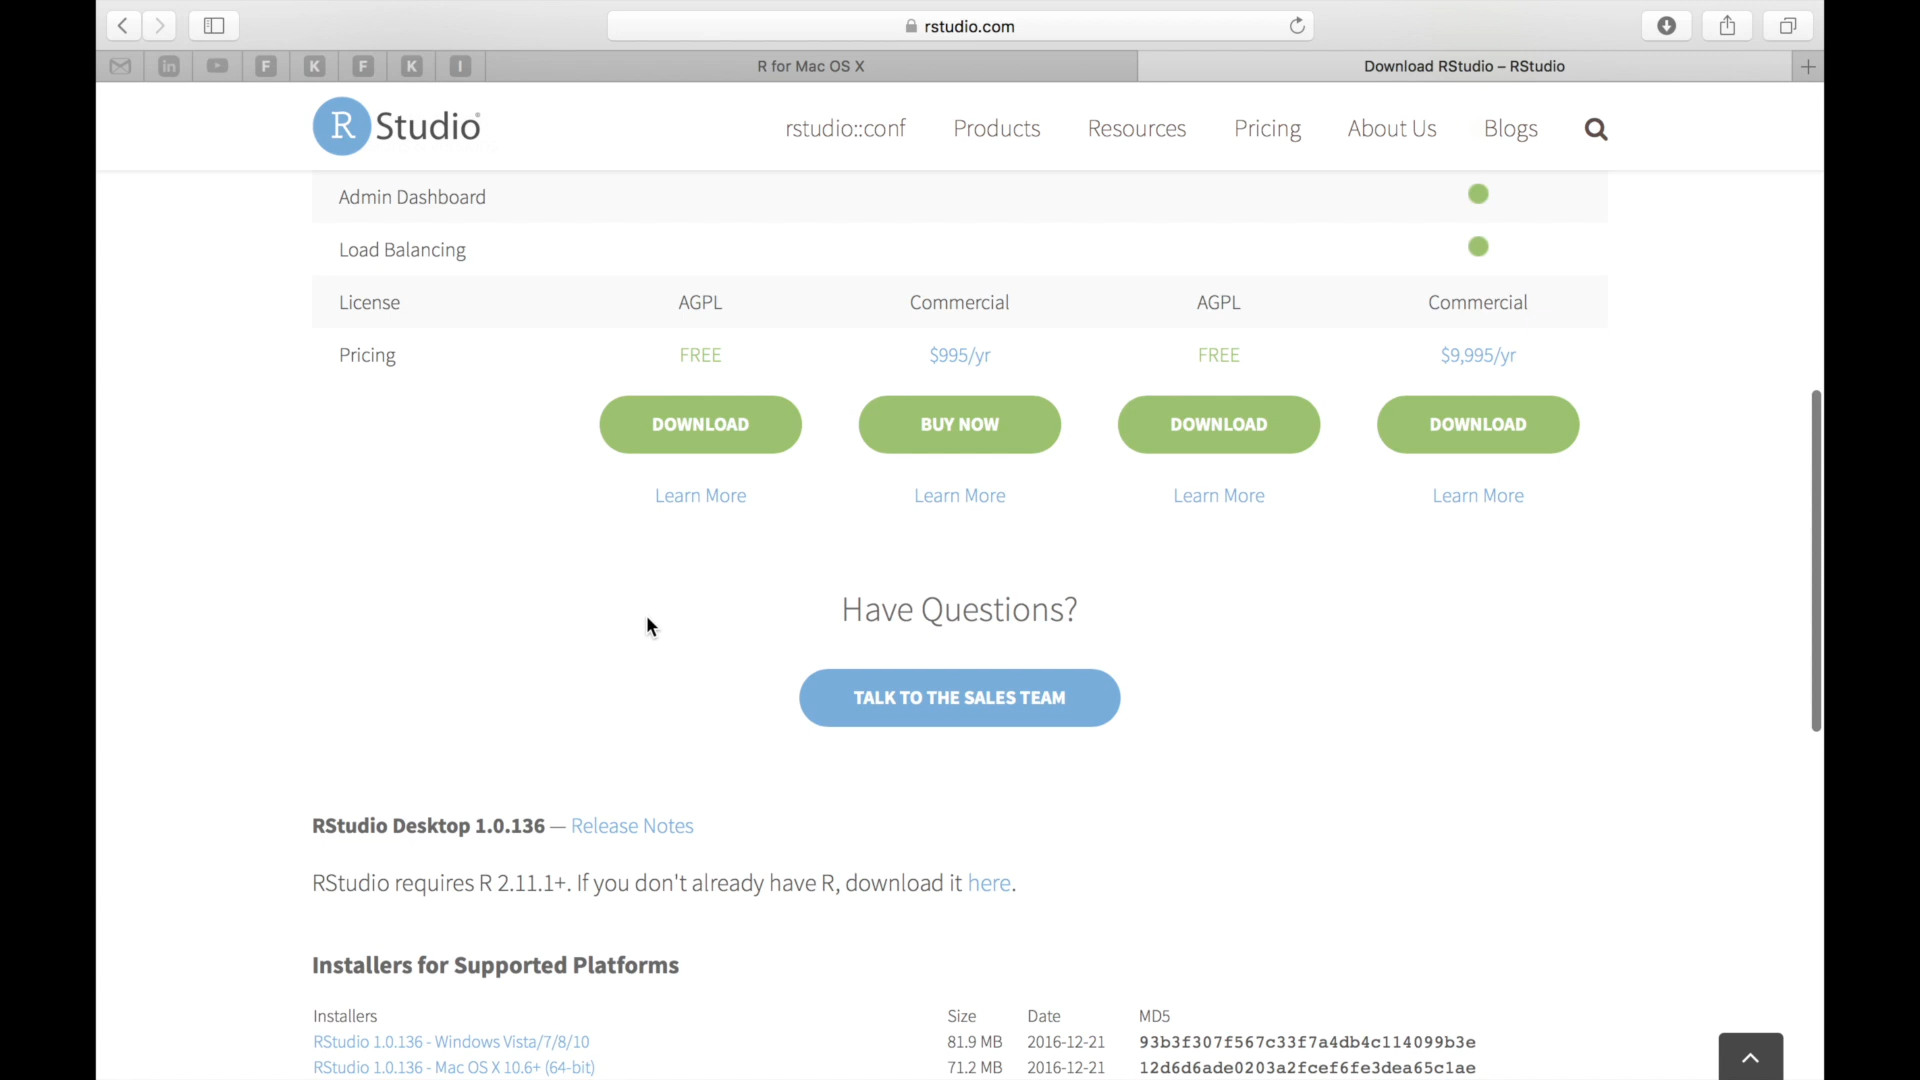 rstudio.com
F K F K I R for Mac OS X Download RStudio – RStudio
R Studio® rstudio::conf Products Resources Pricing About Us Blogs
Admin Dashboard
Load Balancing
License AGPL Commercial AGPL Commercial
Pricing FREE $995/yr FREE $9,995/yr
DOWNLOAD BUY NOW DOWNLOAD DOWNLOAD
Learn More Learn More Learn More Learn More
Have Questions?
TALK TO THE SALES TEAM
RStudio Desktop 1.0.136 — Release Notes
RStudio requires R 2.11.1+. If you don't already have R, download it here.
Installers for Supported Platforms
Installers Size Date MD5
RStudio 1.0.136 - Windows Vista/7/8/10 81.9 MB 2016-12-21 93b3f307f567c33f7a4db4c114099b3e
RStudio 1.0.136 - Mac OS X 10.6+ (64-bit) 71.2 MB 2016-12-21 12d6d6ade0203a2fcef6fe3dea65c1ae